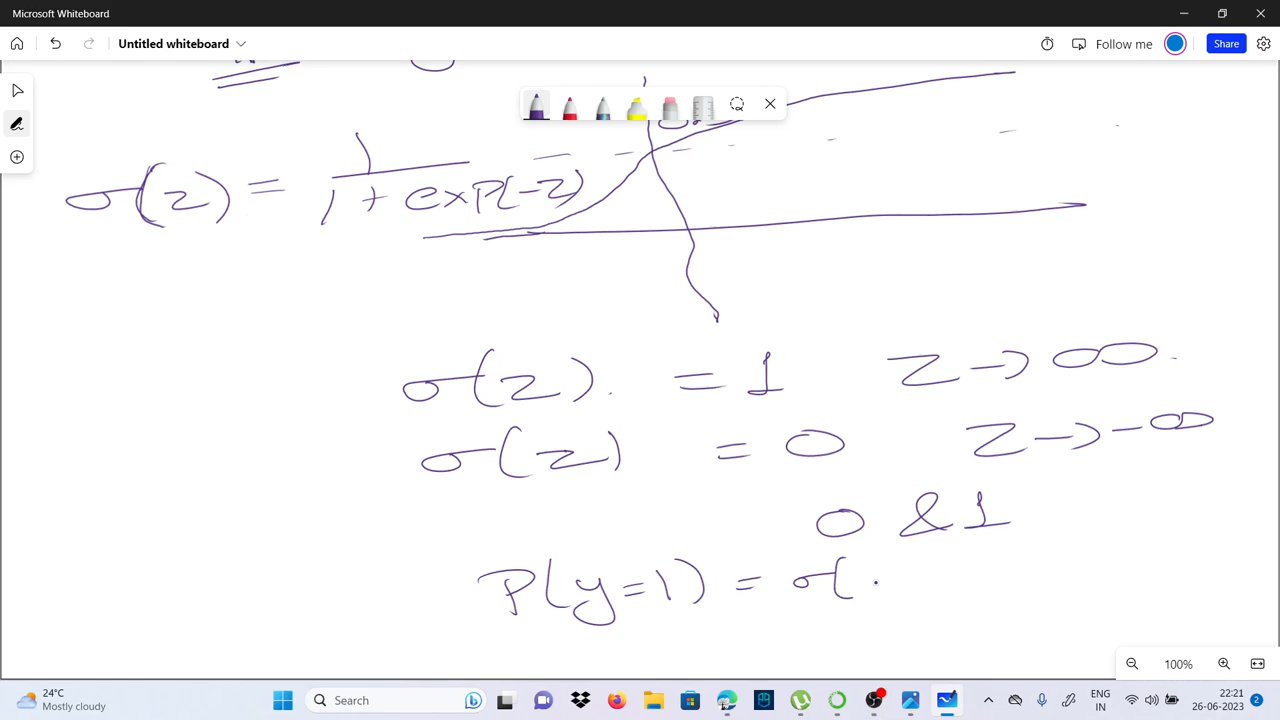 Microsoft Whiteboard
Untitled whiteboard
Follow me
Share
σ(z) = 1 / 1 + exp(-z)
σ(z). = 1 z → ∞.
σ(z) = 0 z → -∞
0 & 1
P(y=1) = σ(
100%
24°C
Mostly cloudy
Search
ENG
IN
22:21
26-06-2023
2